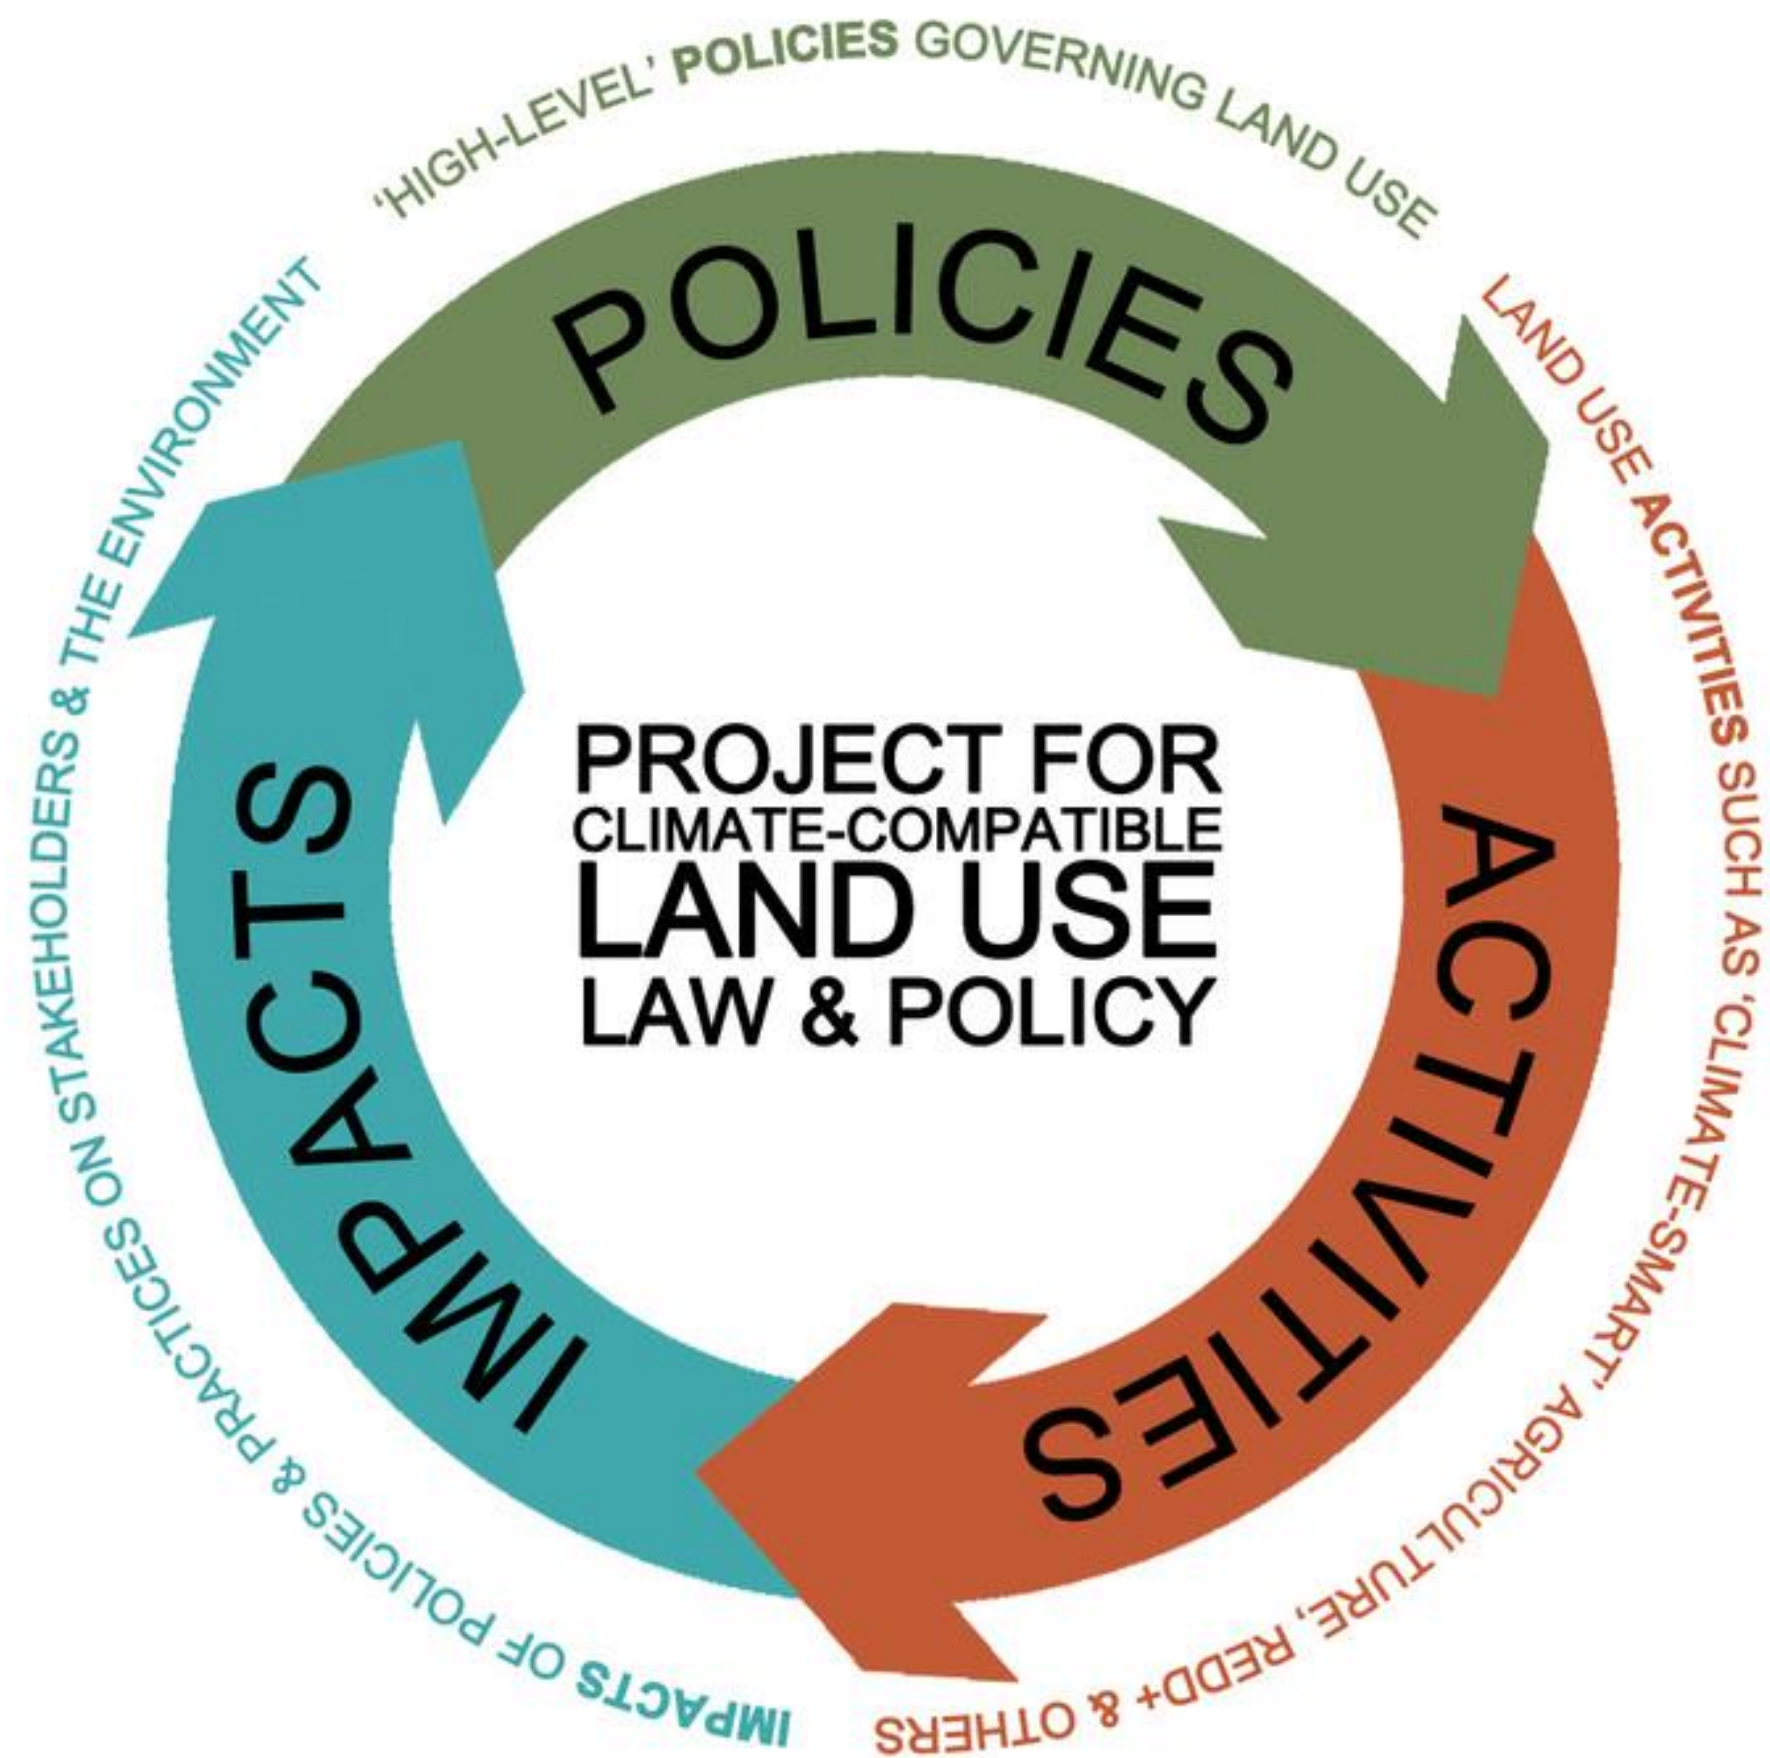 'HIGH-LEVEL' POLICIES GOVERNING LAND USE
POLICIES
LAND USE ACTIVITIES SUCH AS 'CLIMATE-SMART' AGRICULTURE, REDD+ & OTHERS
ACTIVITIES
IMPACTS OF POLICIES & PRACTICES ON STAKEHOLDERS & THE ENVIRONMENT
IMPACTS
PROJECT FOR
CLIMATE-COMPATIBLE
LAND USE
LAW & POLICY